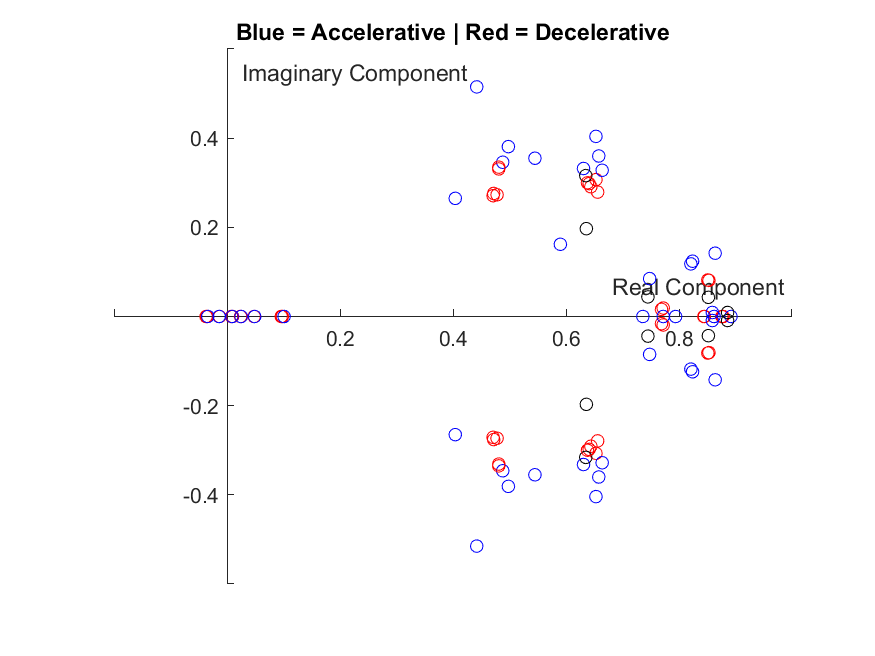 Blue = Accelerative | Red = Decelerative
Imaginary Component
0.4
0.2
Real Component
0.2 0.4 0.6 0.8
-0.2
-0.4